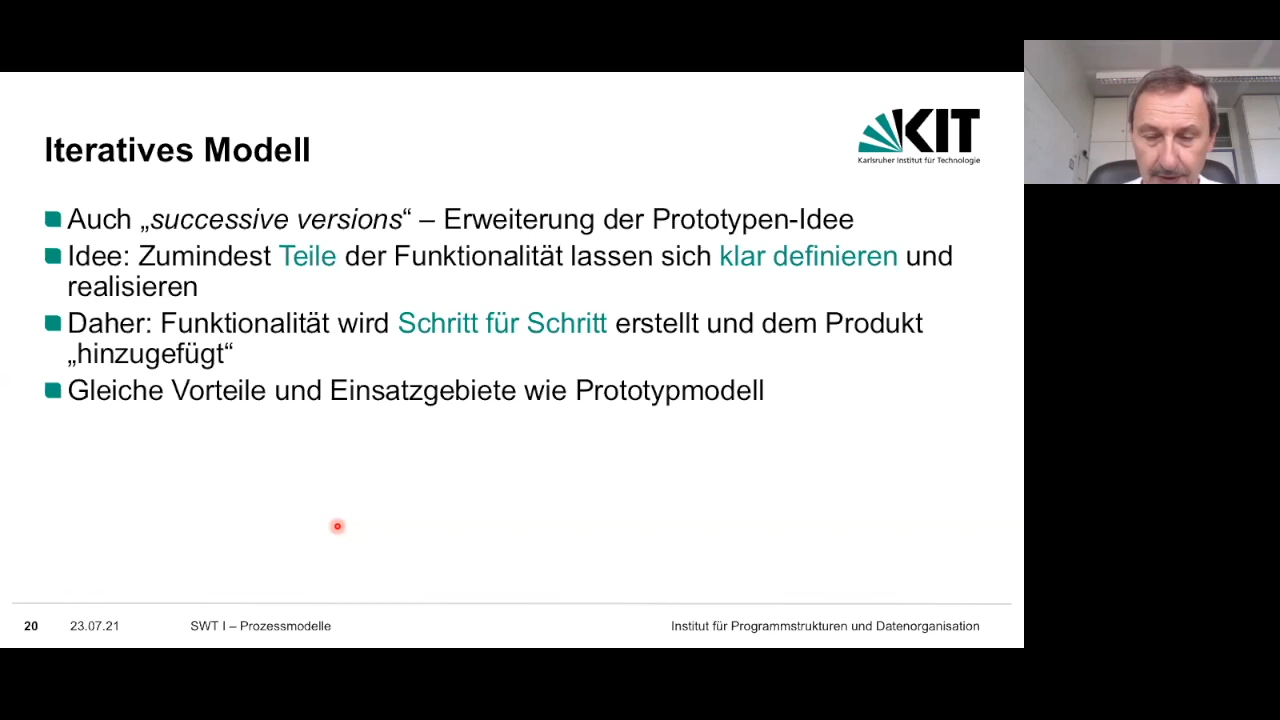 Iteratives Modell
KIT
Karlsruher Institut für Technologie
Auch „successive versions“ – Erweiterung der Prototypen-Idee
Idee: Zumindest Teile der Funktionalität lassen sich klar definieren und
realisieren
Daher: Funktionalität wird Schritt für Schritt erstellt und dem Produkt
„hinzugefügt“
Gleiche Vorteile und Einsatzgebiete wie Prototypmodell
20 23.07.21 SWT I – Prozessmodelle Institut für Programmstrukturen und Datenorganisation